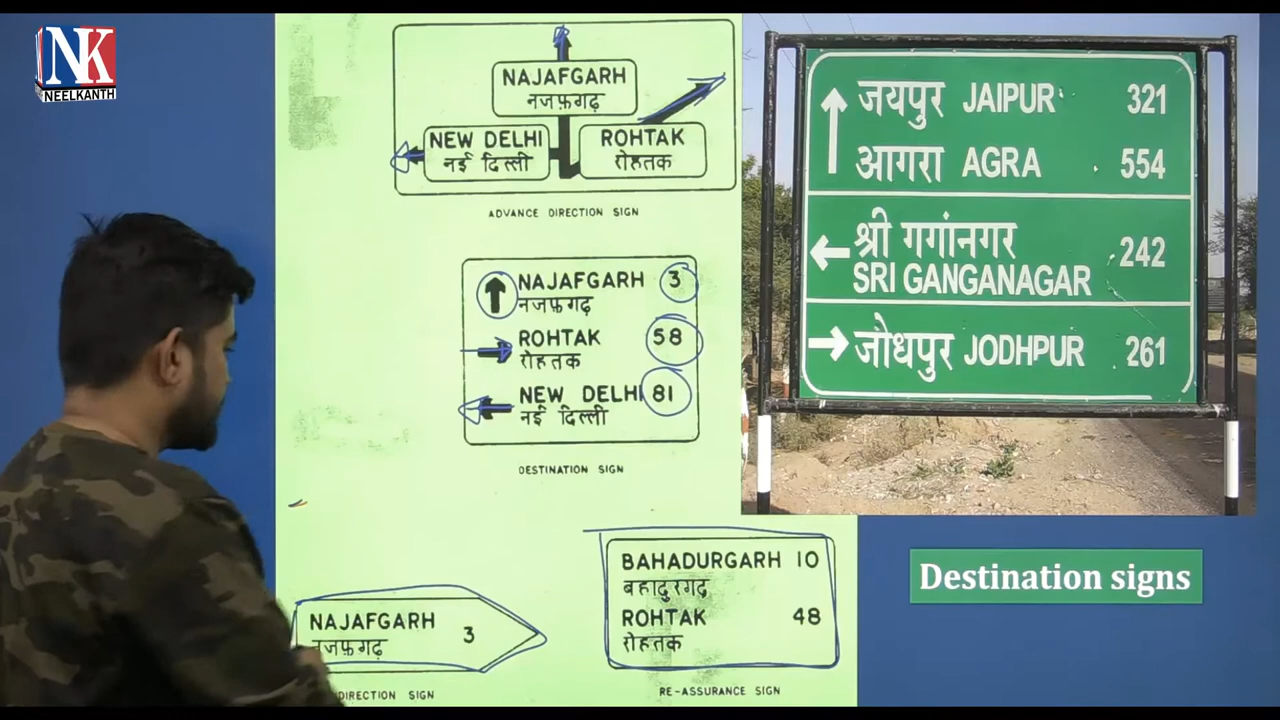 NK
NEELKANTH
NAJAFGARH
नजफ़गढ़
NEW DELHI
नई दिल्ली
ROHTAK
रोहतक
ADVANCE DIRECTION SIGN
NAJAFGARH 3
नजफ़गढ़
ROHTAK 58
रोहतक
NEW DELHI 81
नई दिल्ली
DESTINATION SIGN
NAJAFGARH 3
नजफ़गढ़
DIRECTION SIGN
BAHADURGARH 10
बहादुरगढ़
ROHTAK 48
रोहतक
RE-ASSURANCE SIGN
जयपुर JAIPUR 321
आगरा AGRA 554
श्री गगांनगर
SRI GANGANAGAR 242
जोधपुर JODHPUR 261
Destination signs